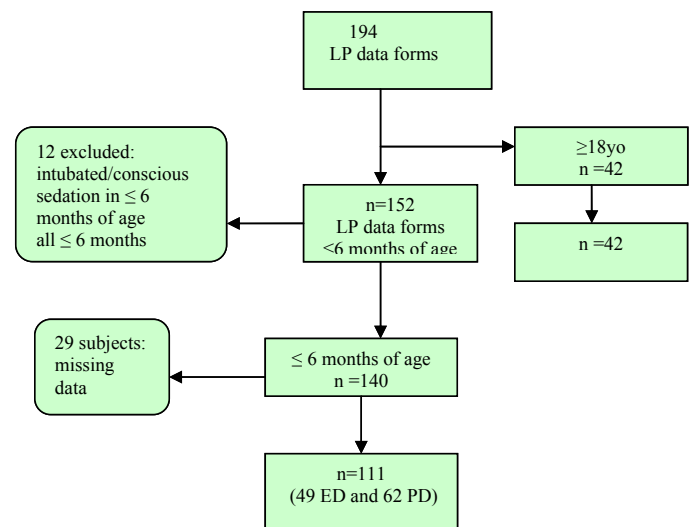 194
LP data forms
12 excluded:
intubated/conscious
sedation in ≤ 6
months of age
all ≤ 6 months
≥18yo
n =42
n=152
LP data forms
<6 months of age
n =42
29 subjects:
missing
data
≤ 6 months of age
n =140
n=111
(49 ED and 62 PD)